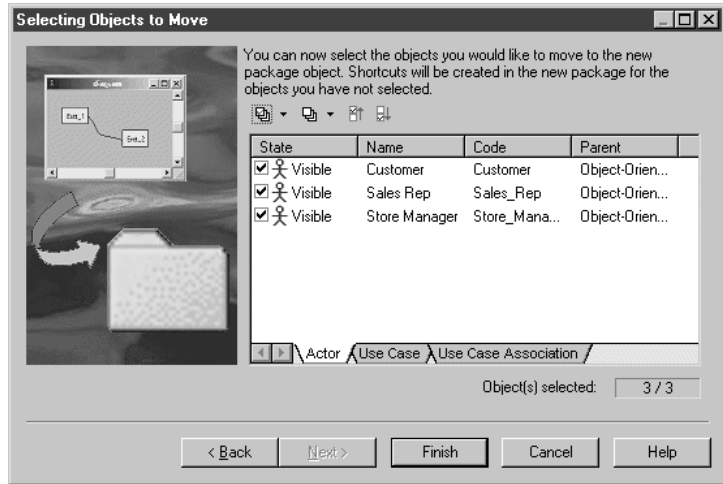 Selecting Objects to Move
You can now select the objects you would like to move to the new
package object. Shortcuts will be created in the new package for the
objects you have not selected.
diagram
Ent_1
Ent_2
State Name Code Parent
Visible Customer Customer Object-Orien...
Visible Sales Rep Sales_Rep Object-Orien...
Visible Store Manager Store_Mana... Object-Orien...
Actor Use Case Use Case Association
Object(s) selected: 3 / 3
< Back Next > Finish Cancel Help